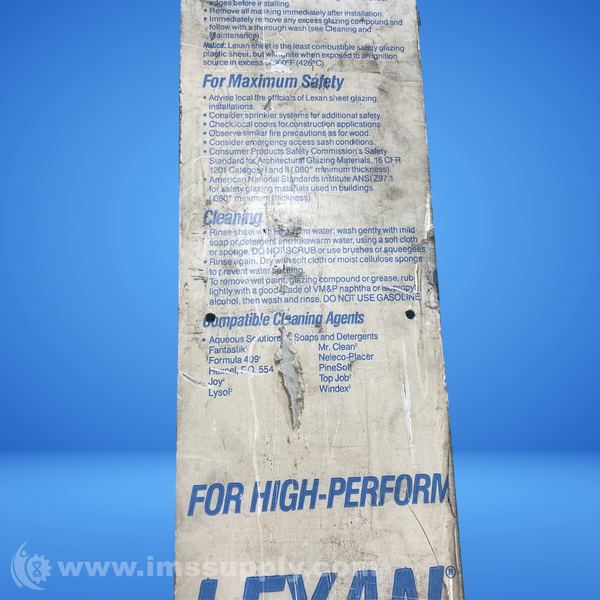 edges before installing.
• Remove all masking immediately after installation.
• Immediately remove any excess glazing compound and
follow with a thorough wash (see Cleaning and
Maintenance)
Notice: Lexan sheet is the least combustible safety glazing
plastic sheet, but will ignite when exposed to an ignition
source in excess °F (426°C).
For Maximum Safety
• Advise local fire officials of Lexan sheet glazing
installations.
• Consider sprinkler systems for additional safety.
• Check local codes for construction applications.
• Observe similar fire precautions as for wood.
• Consider emergency access sash conditions.
• Consumer Products Safety Commission's Safety
Standard for Architectural Glazing Materials, 16 CFR
1201 Category I and II (.080" minimum thickness).
• American National Standards Institute ANSI Z97.1
for safety glazing materials used in buildings
(.080" minimum thickness).
Cleaning
• Rinse sheet with water; wash gently with mild
soap or detergent and lukewarm water, using a soft cloth
or sponge. DO NOT SCRUB or use brushes or squeegees.
• Rinse again. Dry with soft cloth or moist cellulose sponge
to prevent water spotting.
To remove wet paint, glazing compound or grease, rub
lightly with a good grade of VM&P naphtha or isopropyl
alcohol, then wash and rinse. DO NOT USE GASOLINE
Compatible Cleaning Agents
• Aqueous Solutions of Soaps and Detergents
Fantastik¹ Mr. Clean²
Formula 409¹ Neleco-Placer
Hexcel, F.O. 554 PineSol¹
Joy² Top Job²
Lysol³ Windex⁵
FOR HIGH-PERFORM
LEXAN®
www.imssupply.com